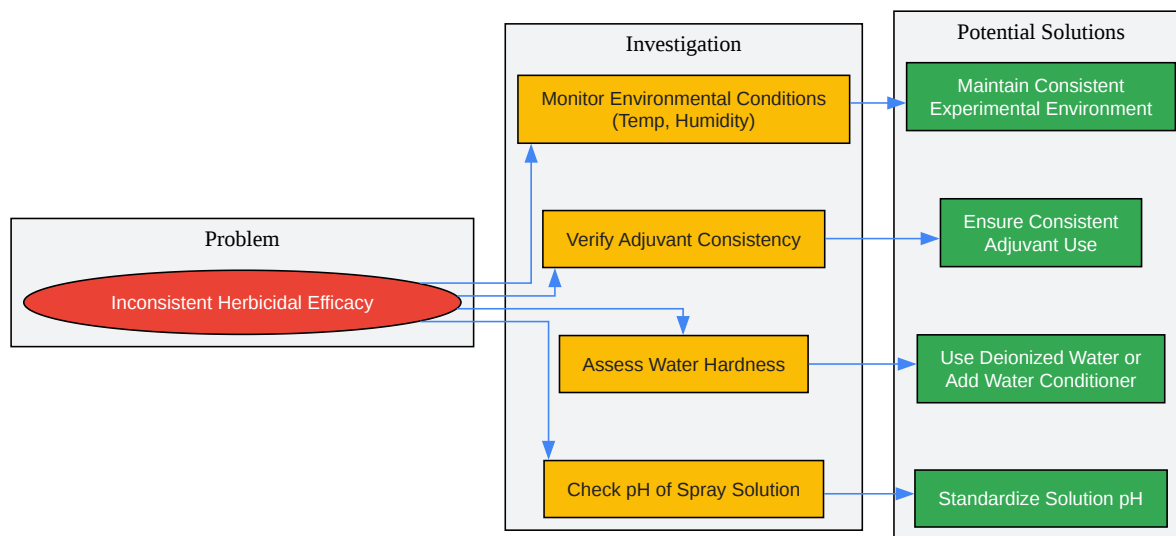 Problem
Inconsistent Herbicidal Efficacy
Investigation
Monitor Environmental Conditions
(Temp, Humidity)
Verify Adjuvant Consistency
Assess Water Hardness
Check pH of Spray Solution
Potential Solutions
Maintain Consistent
Experimental Environment
Ensure Consistent
Adjuvant Use
Use Deionized Water or
Add Water Conditioner
Standardize Solution pH